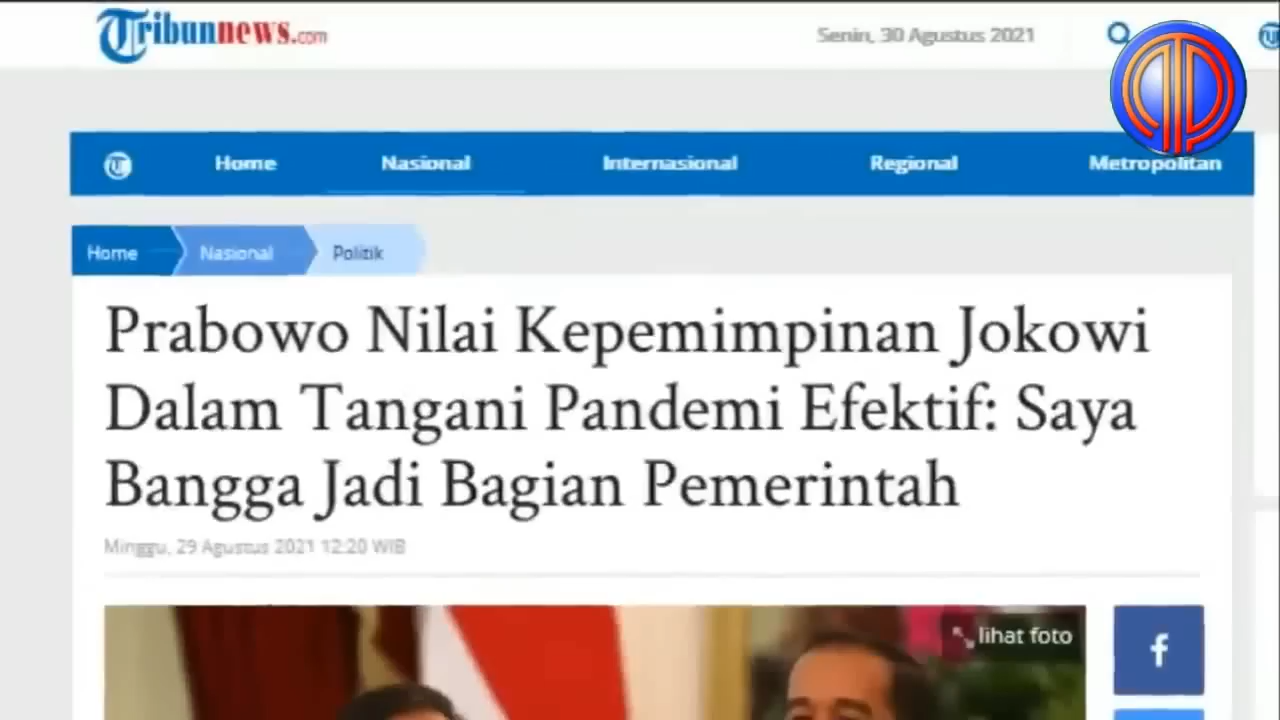 Tribunnews.com
Senin, 30 Agustus 2021
Home Nasional Internasional Regional Metropolitan
Home Nasional Politik
Prabowo Nilai Kepemimpinan Jokowi
Dalam Tangani Pandemi Efektif: Saya
Bangga Jadi Bagian Pemerintah
Minggu, 29 Agustus 2021 12:20 WIB
lihat foto
f